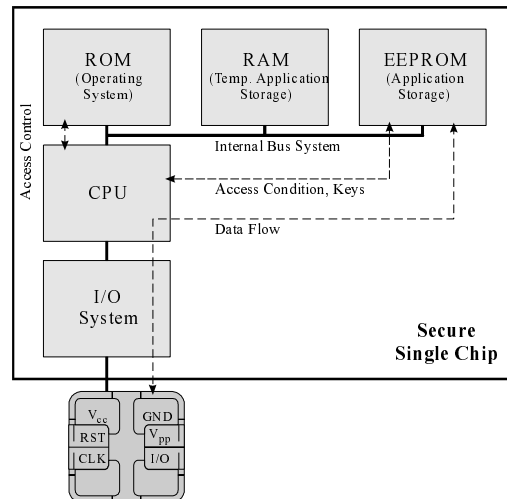 ROM
(Operating
System)
RAM
(Temp. Application
Storage)
EEPROM
(Application
Storage)
Access Control
Internal Bus System
CPU
Access Condition, Keys
Data Flow
I/O
System
Secure
Single Chip
Vcc
GND
RST
Vpp
CLK
I/O